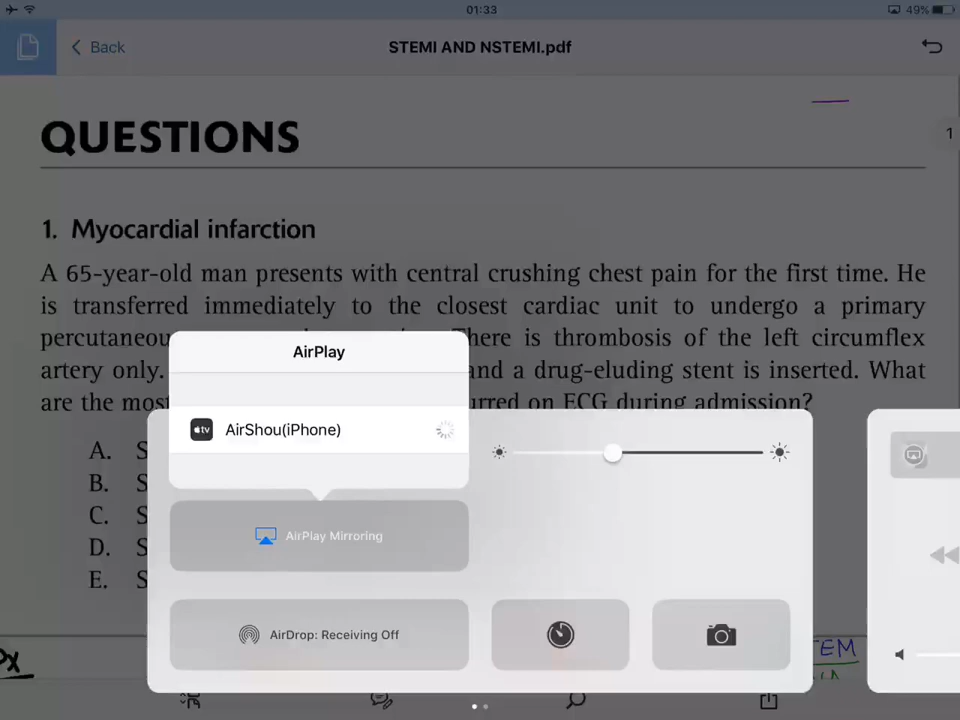 01:33
49%
Back
STEMI AND NSTEMI.pdf
QUESTIONS
1
1. Myocardial infarction
A 65-year-old man presents with central crushing chest pain for the first time. He
is transferred immediately to the closest cardiac unit to undergo a primary
percutaneou There is thrombosis of the left circumflex
artery only. and a drug-eluding stent is inserted. What
are the most urred on ECG during admission?
A. S
B. S
C. S
D. S
E. S
AirPlay
tv
AirShou(iPhone)
AirPlay Mirroring
AirDrop: Receiving Off
TEM